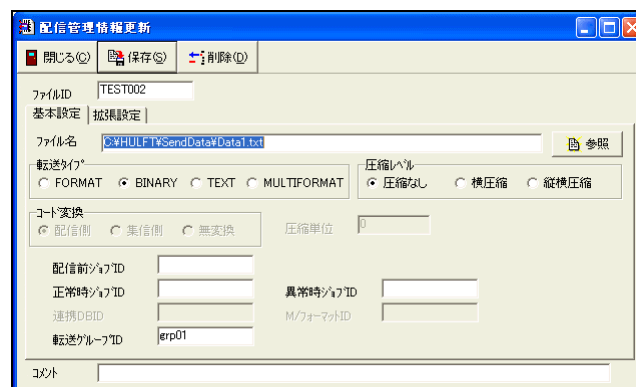 配信管理情報更新
閉じる(C) 保存(S) 削除(D)
ファイルID TEST002
基本設定 拡張設定
ファイル名 C:¥HULFT¥SendData¥Data1.txt 参照
転送タイプ 圧縮レベル
FORMAT BINARY TEXT MULTIFORMAT 圧縮なし 横圧縮 縦横圧縮
コード変換
配信側 集信側 無変換 圧縮単位 0
配信前ジョブID
正常時ジョブID 異常時ジョブID
連携DBID M/フォーマットID
転送グループID grp01
コメント